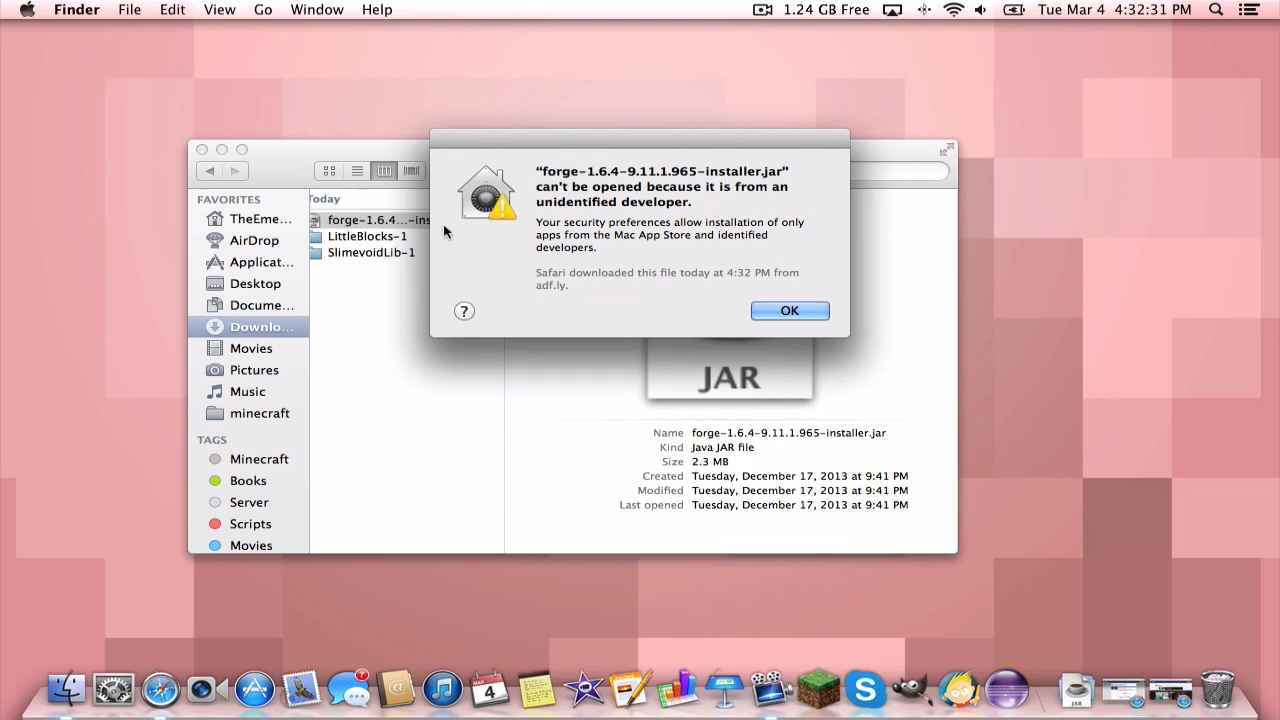 Finder File Edit View Go Window Help 1.24 GB Free Tue Mar 4 4:32:31 PM
“forge-1.6.4-9.11.1.965-installer.jar”
can't be opened because it is from an
unidentified developer.
Your security preferences allow installation of only
apps from the Mac App Store and identified
developers.
Safari downloaded this file today at 4:32 PM from
adf.ly.
? OK
FAVORITES
TheEme...
AirDrop
Applicat...
Desktop
Docume...
Downlo...
Movies
Pictures
Music
minecraft
TAGS
Minecraft
Books
Server
Scripts
Movies
Today
forge-1.6.4...-ins
LittleBlocks-1
SlimevoidLib-1
JAR
Name forge-1.6.4-9.11.1.965-installer.jar
Kind Java JAR file
Size 2.3 MB
Created Tuesday, December 17, 2013 at 9:41 PM
Modified Tuesday, December 17, 2013 at 9:41 PM
Last opened Tuesday, December 17, 2013 at 9:41 PM
7
MAR
4
S
JAR